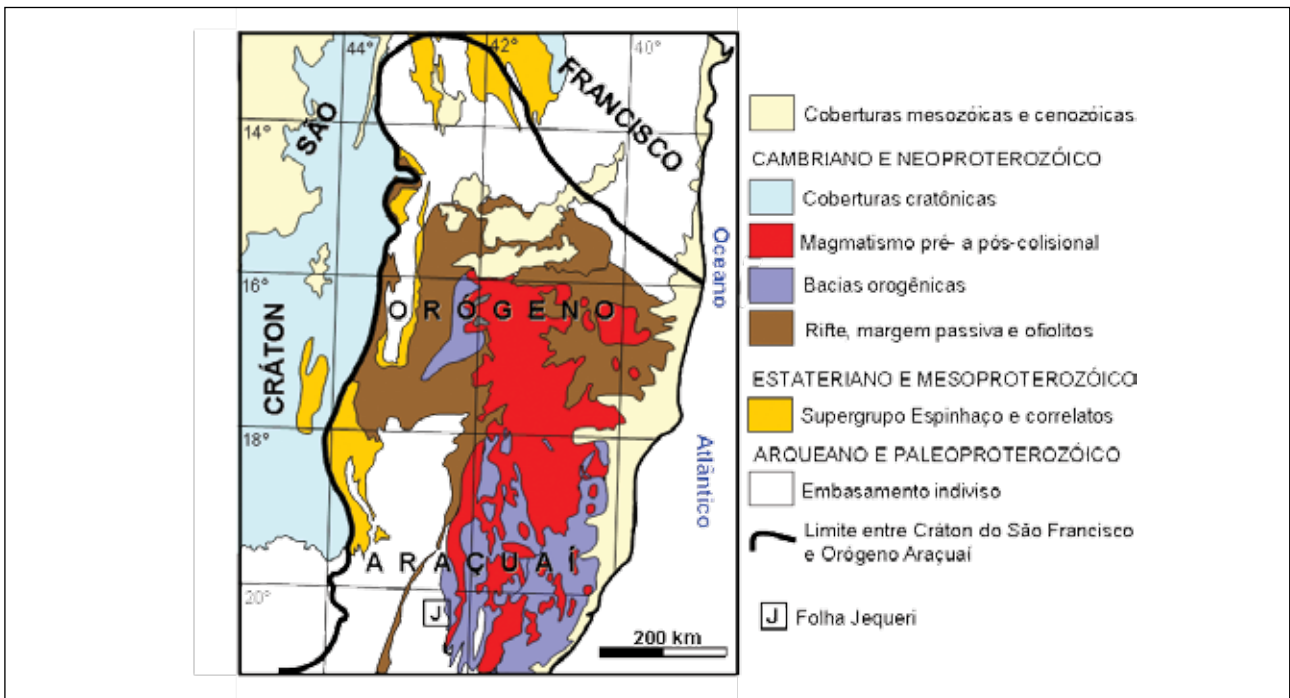 44°
42°
40°
SÃO
FRANCISCO
14°
16°
ORÓGENO
CRÁTON
Oceano
Atlântico
18°
ARAÇUAÍ
20°
J
200 km
Coberturas mesozóicas e cenozóicas
CAMBRIANO E NEOPROTEROZÓICO
Coberturas cratônicas
Magmatismo pré- a pós-colisional
Bacias orogênicas
Rifte, margem passiva e ofiolitos
ESTATERIANO E MESOPROTEROZÓICO
Supergrupo Espinhaço e correlatos
ARQUEANO E PALEOPROTEROZÓICO
Embasamento indiviso
Limite entre Cráton do São Francisco
e Orógeno Araçuaí
J Folha Jequeri